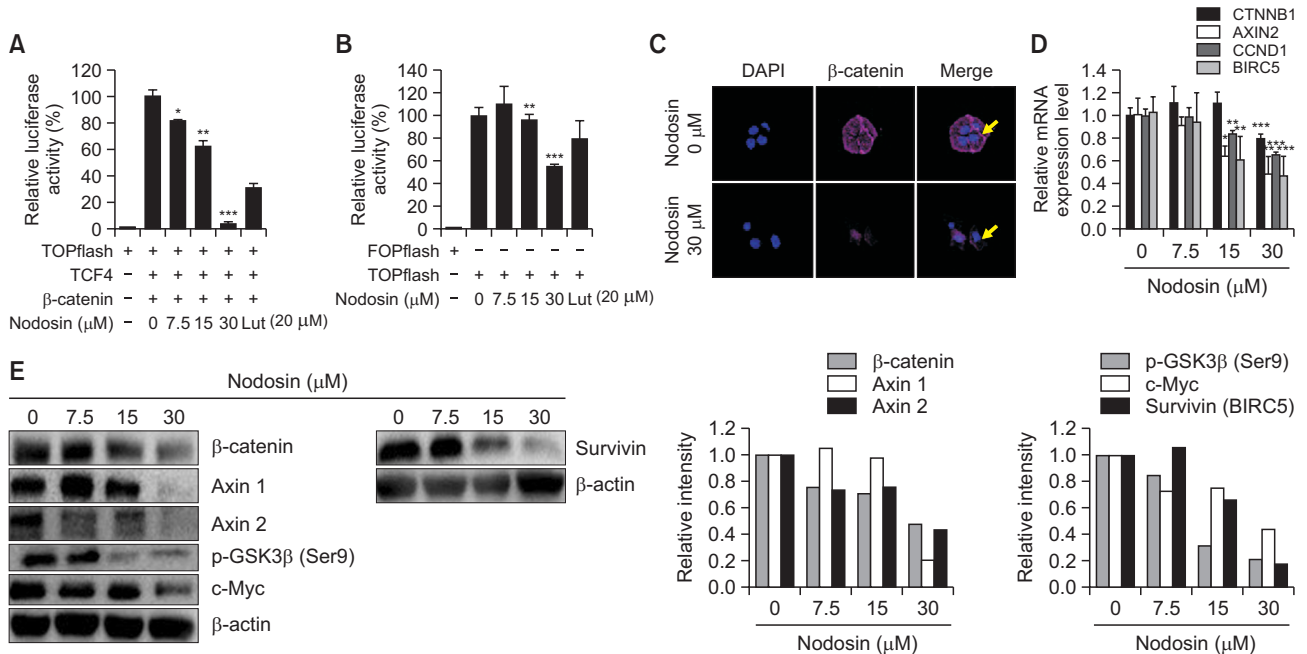 A
Relative luciferase
activity (%)
120
100
80
60
40
20
0
*
**
***
TOPflash + + + + + +
TCF4 − + + + + +
β-catenin − + + + + +
Nodosin (μM) − 0 7.5 15 30 Lut (20 μM)
B
Relative luciferase
activity (%)
140
120
100
80
60
40
20
0
**
***
FOPflash + − − − − −
TOPflash − + + + + +
Nodosin (μM) − 0 7.5 15 30 Lut (20 μM)
C
DAPI β-catenin Merge
Nodosin
0 μM
Nodosin
30 μM
D
CTNNB1
AXIN2
CCND1
BIRC5
Relative mRNA
expression level
1.2
1.0
0.8
0.6
0.4
0.2
0
*
**
**
***
**
***
***
0 7.5 15 30
Nodosin (μM)
E
Nodosin (μM)
0 7.5 15 30
β-catenin
Axin 1
Axin 2
p-GSK3β (Ser9)
c-Myc
β-actin
0 7.5 15 30
Survivin
β-actin
β-catenin
Axin 1
Axin 2
Relative intensity
1.2
1.0
0.8
0.6
0.4
0.2
0
0 7.5 15 30
Nodosin (μM)
p-GSK3β (Ser9)
c-Myc
Survivin (BIRC5)
Relative intensity
1.2
1.0
0.8
0.6
0.4
0.2
0
0 7.5 15 30
Nodosin (μM)